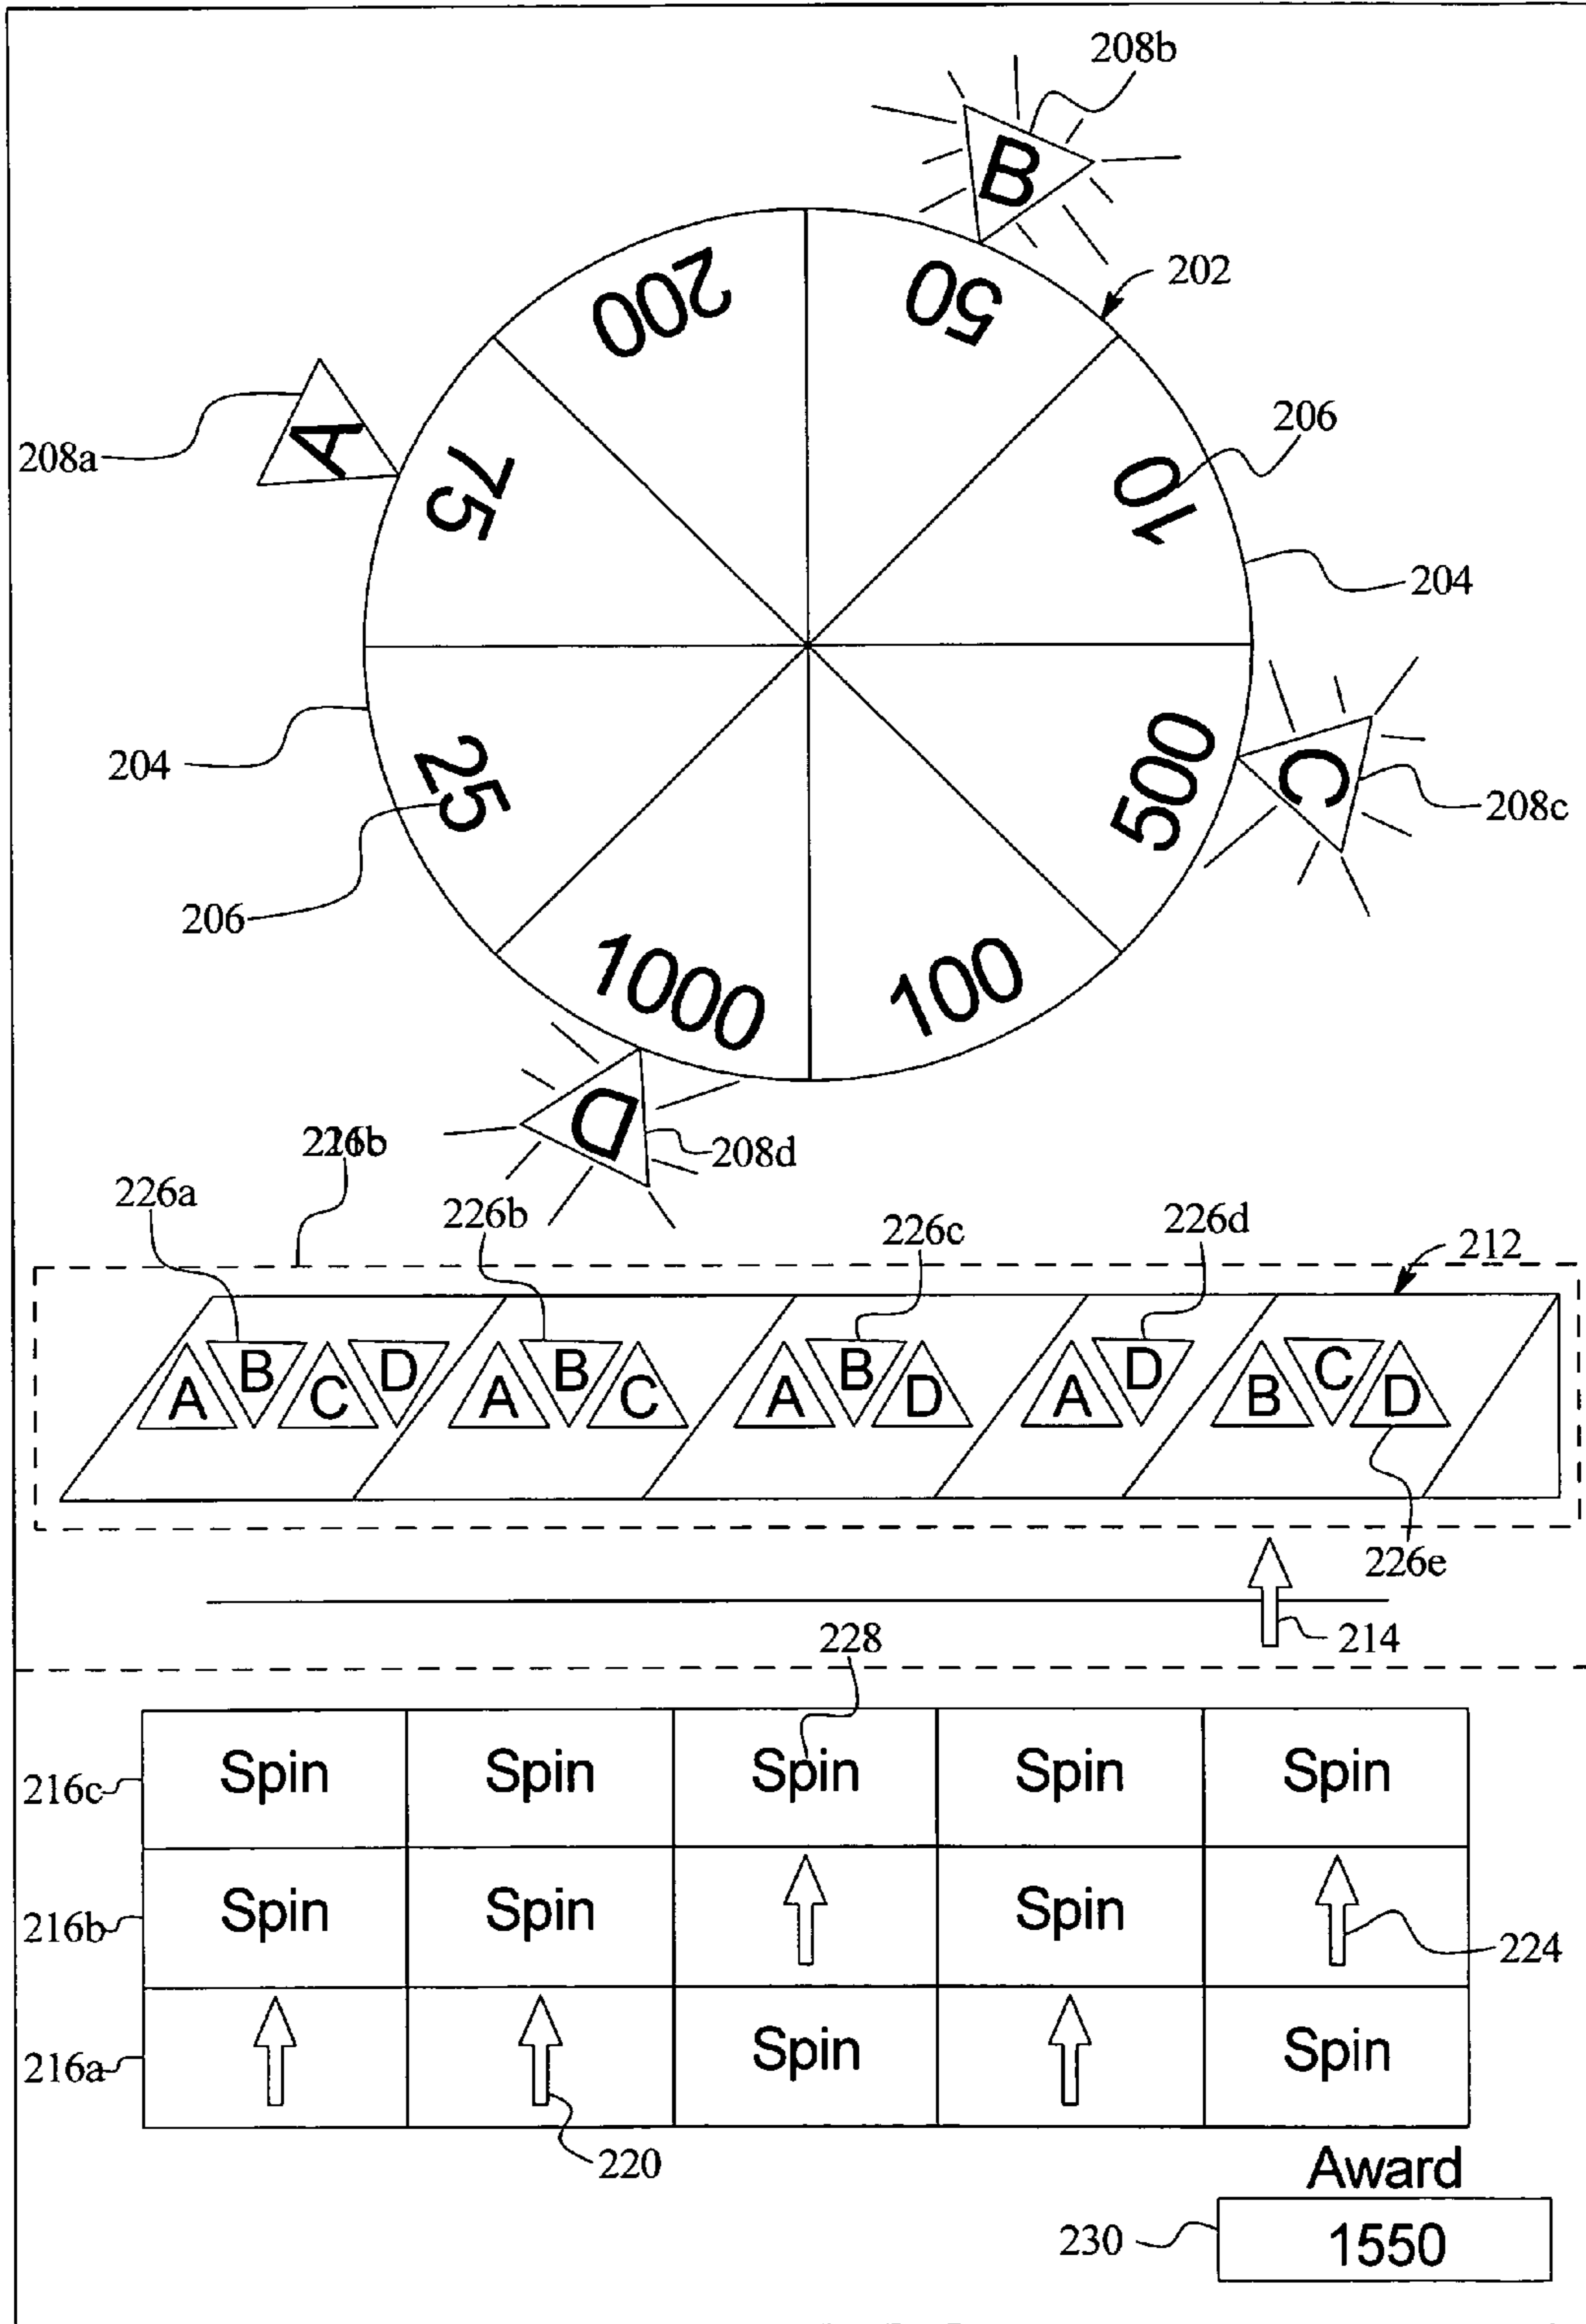 208b
B
202
200
50
A
208a
75
10
206
204
204
25
206
500
C
208c
1000
100
D
208d
226a
226b
226c
226d
212
A B C D
A B C
A B D
A D
B C D
226e
214
228
216c
Spin Spin Spin Spin Spin
216b
Spin Spin Spin
224
216a
Spin Spin
220
Award
230
1550